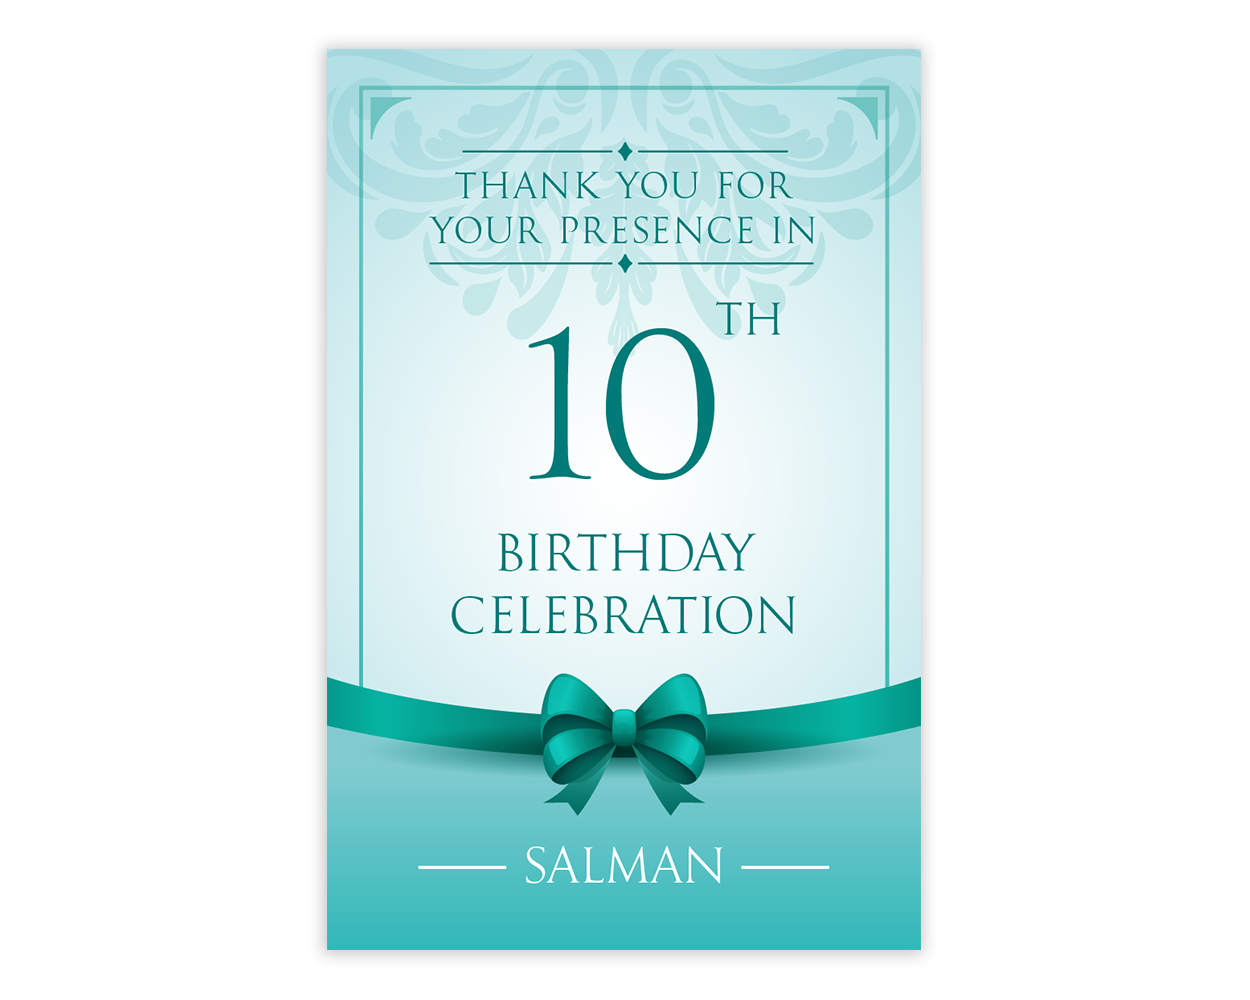 THANK YOU FOR
YOUR PRESENCE IN
10TH
BIRTHDAY
CELEBRATION
SALMAN